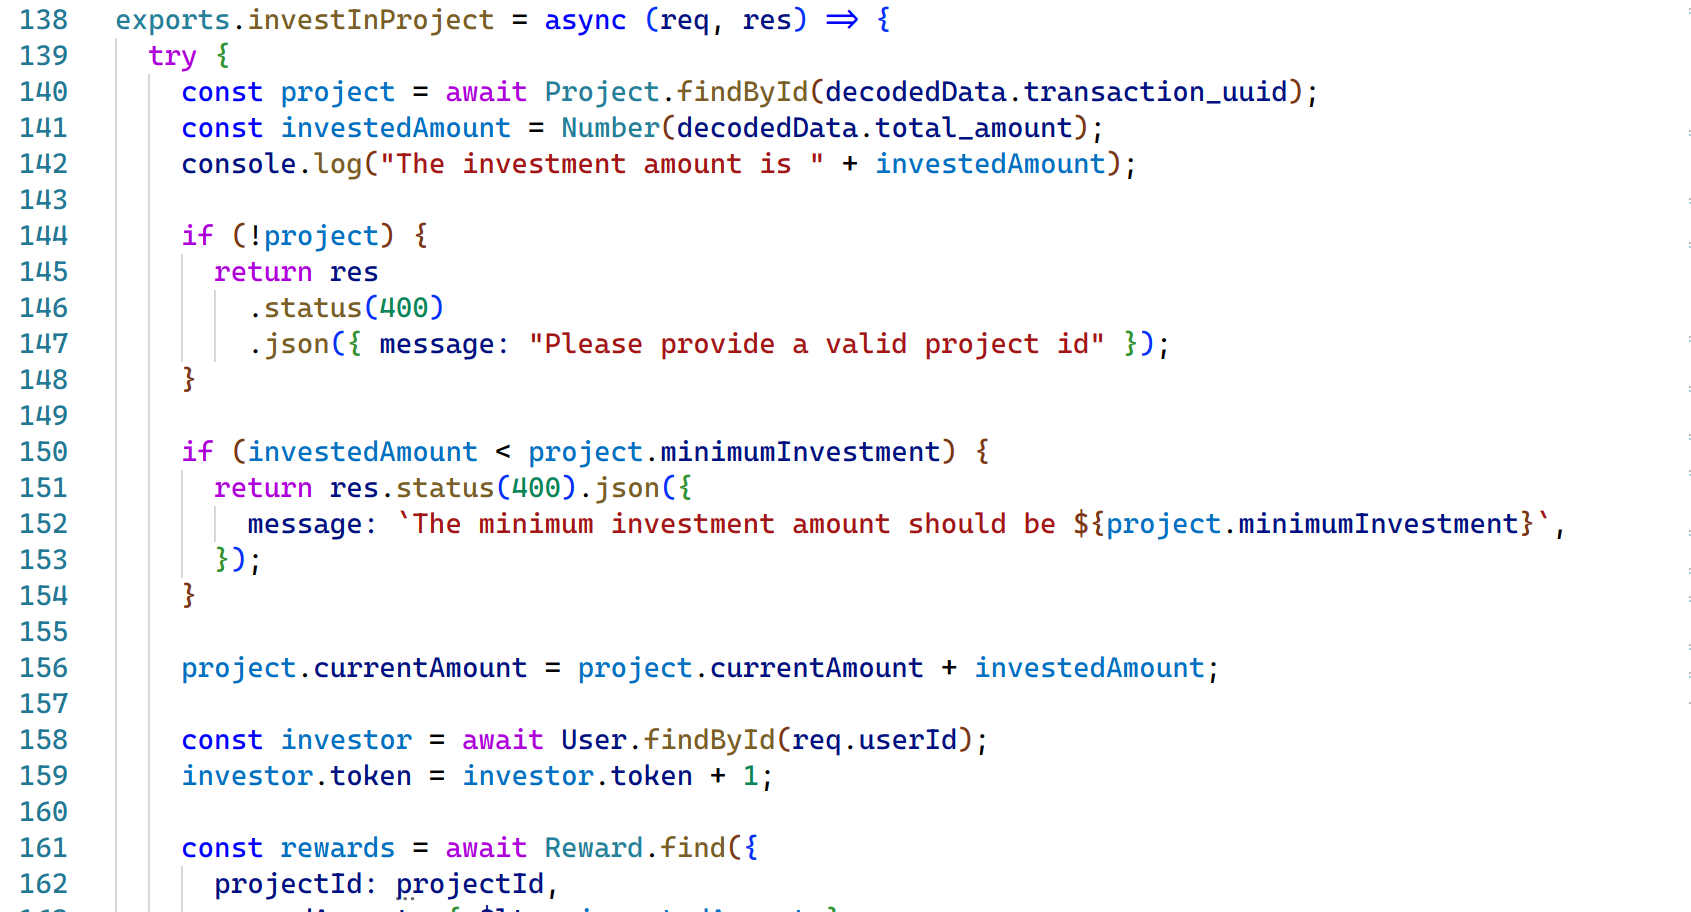 138 exports.investInProject = async (req, res) => {
139 try {
140 const project = await Project.findById(decodedData.transaction_uuid);
141 const investedAmount = Number(decodedData.total_amount);
142 console.log("The investment amount is " + investedAmount);
143
144 if (!project) {
145 return res
146 .status(400)
147 .json({ message: "Please provide a valid project id" });
148 }
149
150 if (investedAmount < project.minimumInvestment) {
151 return res.status(400).json({
152 message: `The minimum investment amount should be ${project.minimumInvestment}`,
153 });
154 }
155
156 project.currentAmount = project.currentAmount + investedAmount;
157
158 const investor = await User.findById(req.userId);
159 investor.token = investor.token + 1;
160
161 const rewards = await Reward.find({
162 projectId: projectId,